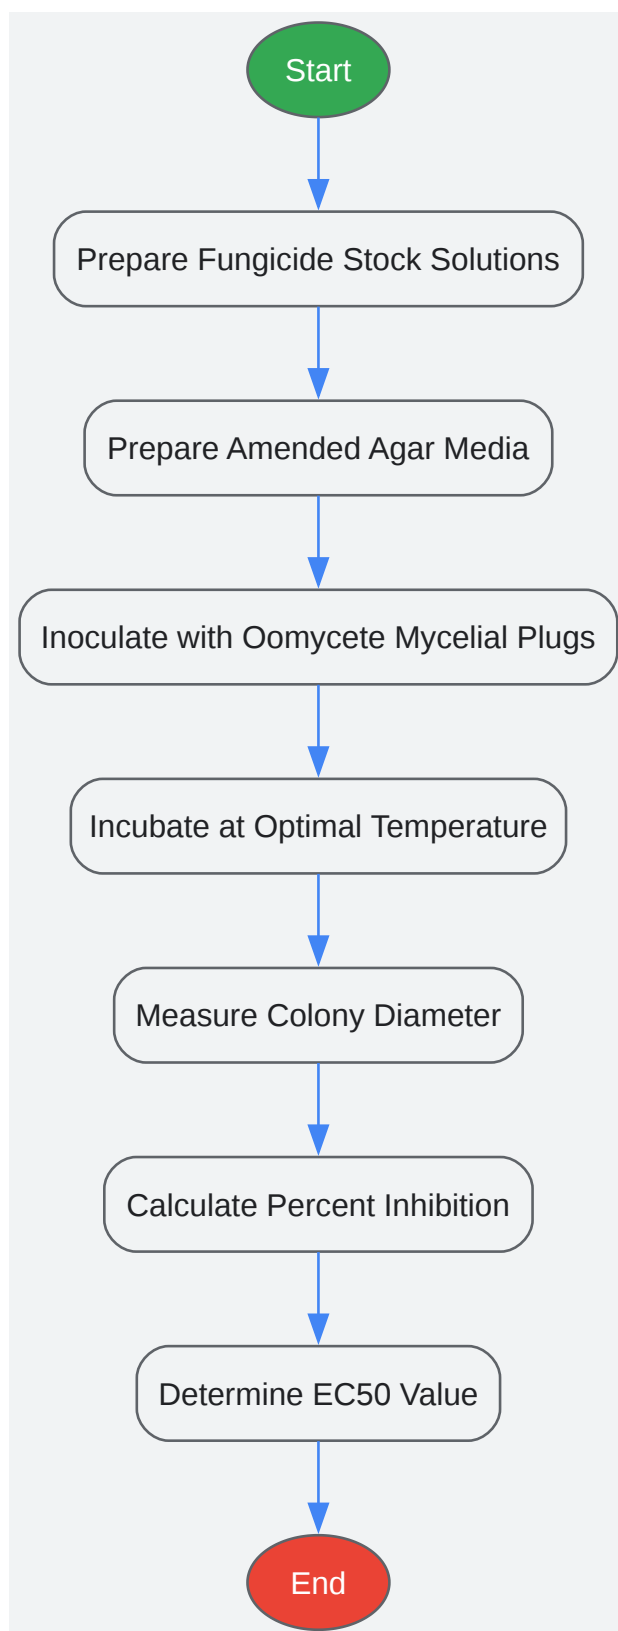 Start
Prepare Fungicide Stock Solutions
Prepare Amended Agar Media
Inoculate with Oomycete Mycelial Plugs
Incubate at Optimal Temperature
Measure Colony Diameter
Calculate Percent Inhibition
Determine EC50 Value
End